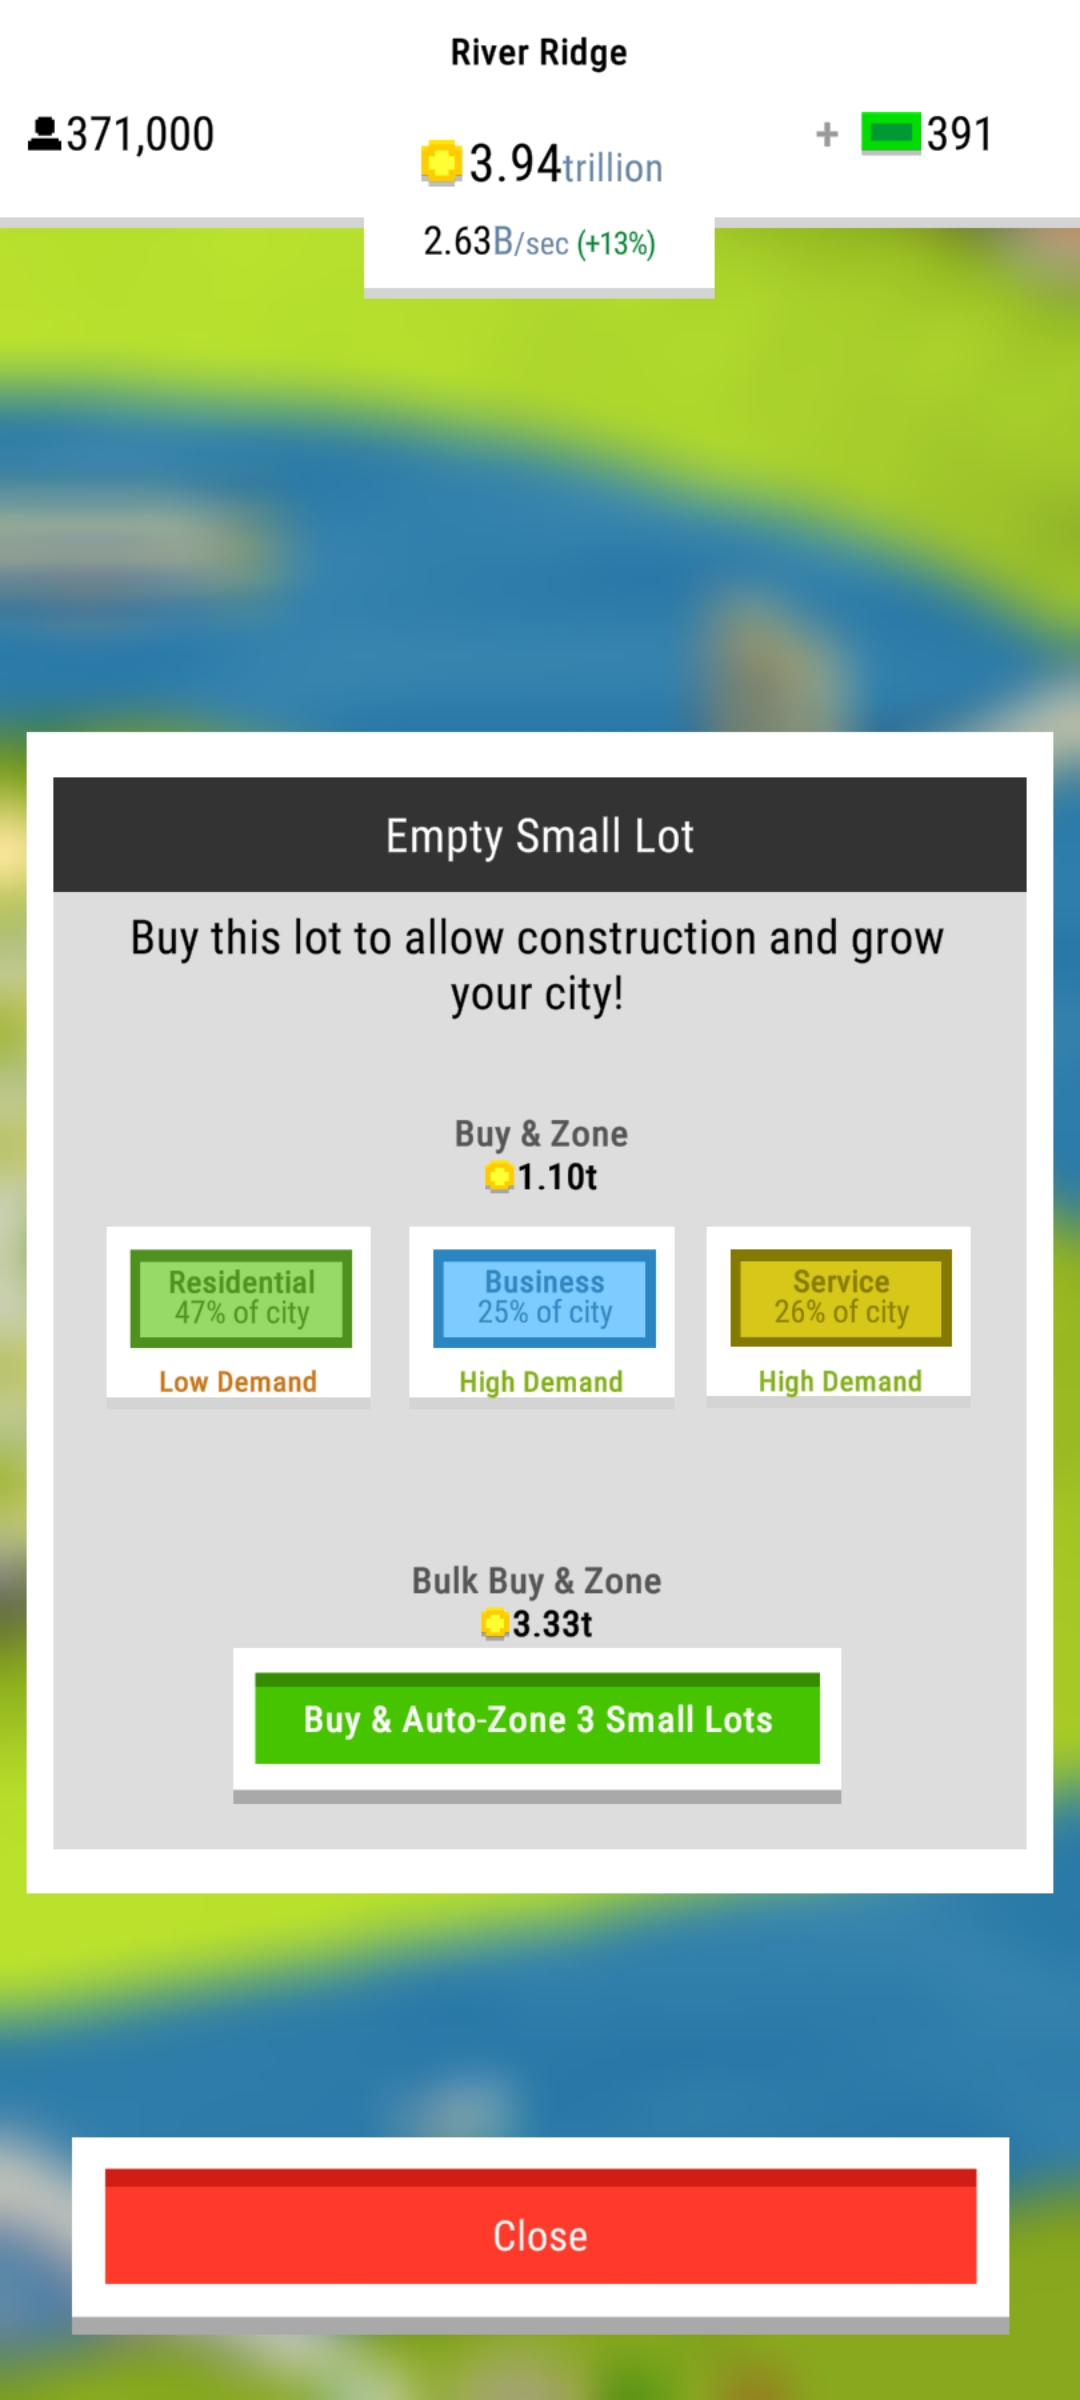 River Ridge
371,000
+ 391
3.94trillion
2.63B/sec (+13%)
Empty Small Lot
Buy this lot to allow construction and grow
your city!
Buy & Zone
1.10t
Residential
47% of city
Low Demand
Business
25% of city
High Demand
Service
26% of city
High Demand
Bulk Buy & Zone
3.33t
Buy & Auto-Zone 3 Small Lots
Close